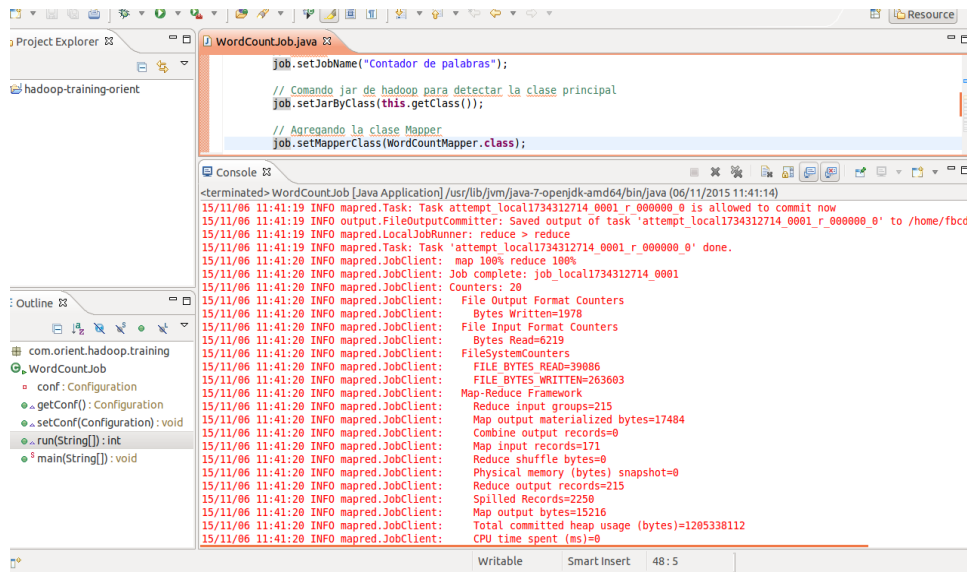 Resource
Project Explorer
hadoop-training-orient
WordCountJob.java
job.setJobName("Contador de palabras");
// Comando jar de hadoop para detectar la clase principal
job.setJarByClass(this.getClass());
// Agregando la clase Mapper
job.setMapperClass(WordCountMapper.class);
Console
<terminated> WordCountJob [Java Application] /usr/lib/jvm/java-7-openjdk-amd64/bin/java (06/11/2015 11:41:14)
15/11/06 11:41:19 INFO mapred.Task: Task attempt_local1734312714_0001_r_000000_0 is allowed to commit now
15/11/06 11:41:19 INFO output.FileOutputCommitter: Saved output of task 'attempt_local1734312714_0001_r_000000_0' to /home/fbcd
15/11/06 11:41:19 INFO mapred.LocalJobRunner: reduce > reduce
15/11/06 11:41:19 INFO mapred.Task: Task 'attempt_local1734312714_0001_r_000000_0' done.
15/11/06 11:41:20 INFO mapred.JobClient: map 100% reduce 100%
15/11/06 11:41:20 INFO mapred.JobClient: Job complete: job_local1734312714_0001
15/11/06 11:41:20 INFO mapred.JobClient: Counters: 20
15/11/06 11:41:20 INFO mapred.JobClient: File Output Format Counters
15/11/06 11:41:20 INFO mapred.JobClient: Bytes Written=1978
15/11/06 11:41:20 INFO mapred.JobClient: File Input Format Counters
15/11/06 11:41:20 INFO mapred.JobClient: Bytes Read=6219
15/11/06 11:41:20 INFO mapred.JobClient: FileSystemCounters
15/11/06 11:41:20 INFO mapred.JobClient: FILE_BYTES_READ=39086
15/11/06 11:41:20 INFO mapred.JobClient: FILE_BYTES_WRITTEN=263603
15/11/06 11:41:20 INFO mapred.JobClient: Map-Reduce Framework
15/11/06 11:41:20 INFO mapred.JobClient: Reduce input groups=215
15/11/06 11:41:20 INFO mapred.JobClient: Map output materialized bytes=17484
15/11/06 11:41:20 INFO mapred.JobClient: Combine output records=0
15/11/06 11:41:20 INFO mapred.JobClient: Map input records=171
15/11/06 11:41:20 INFO mapred.JobClient: Reduce shuffle bytes=0
15/11/06 11:41:20 INFO mapred.JobClient: Physical memory (bytes) snapshot=0
15/11/06 11:41:20 INFO mapred.JobClient: Reduce output records=215
15/11/06 11:41:20 INFO mapred.JobClient: Spilled Records=2250
15/11/06 11:41:20 INFO mapred.JobClient: Map output bytes=15216
15/11/06 11:41:20 INFO mapred.JobClient: Total committed heap usage (bytes)=1205338112
15/11/06 11:41:20 INFO mapred.JobClient: CPU time spent (ms)=0
Outline
com.orient.hadoop.training
WordCountJob
conf : Configuration
getConf() : Configuration
setConf(Configuration) : void
run(String[]) : int
main(String[]) : void
Writable
Smart Insert
48 : 5